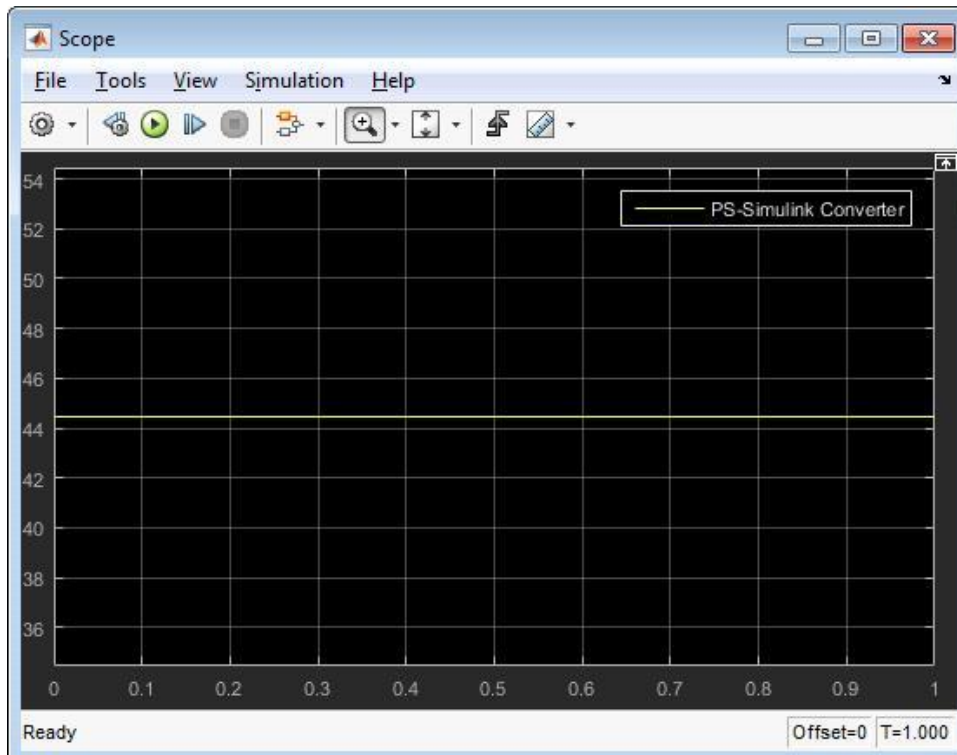 Scope
File Tools View Simulation Help
54
PS-Simulink Converter
52
50
48
46
44
42
40
38
36
0 0.1 0.2 0.3 0.4 0.5 0.6 0.7 0.8 0.9 1
Ready Offset=0 T=1.000